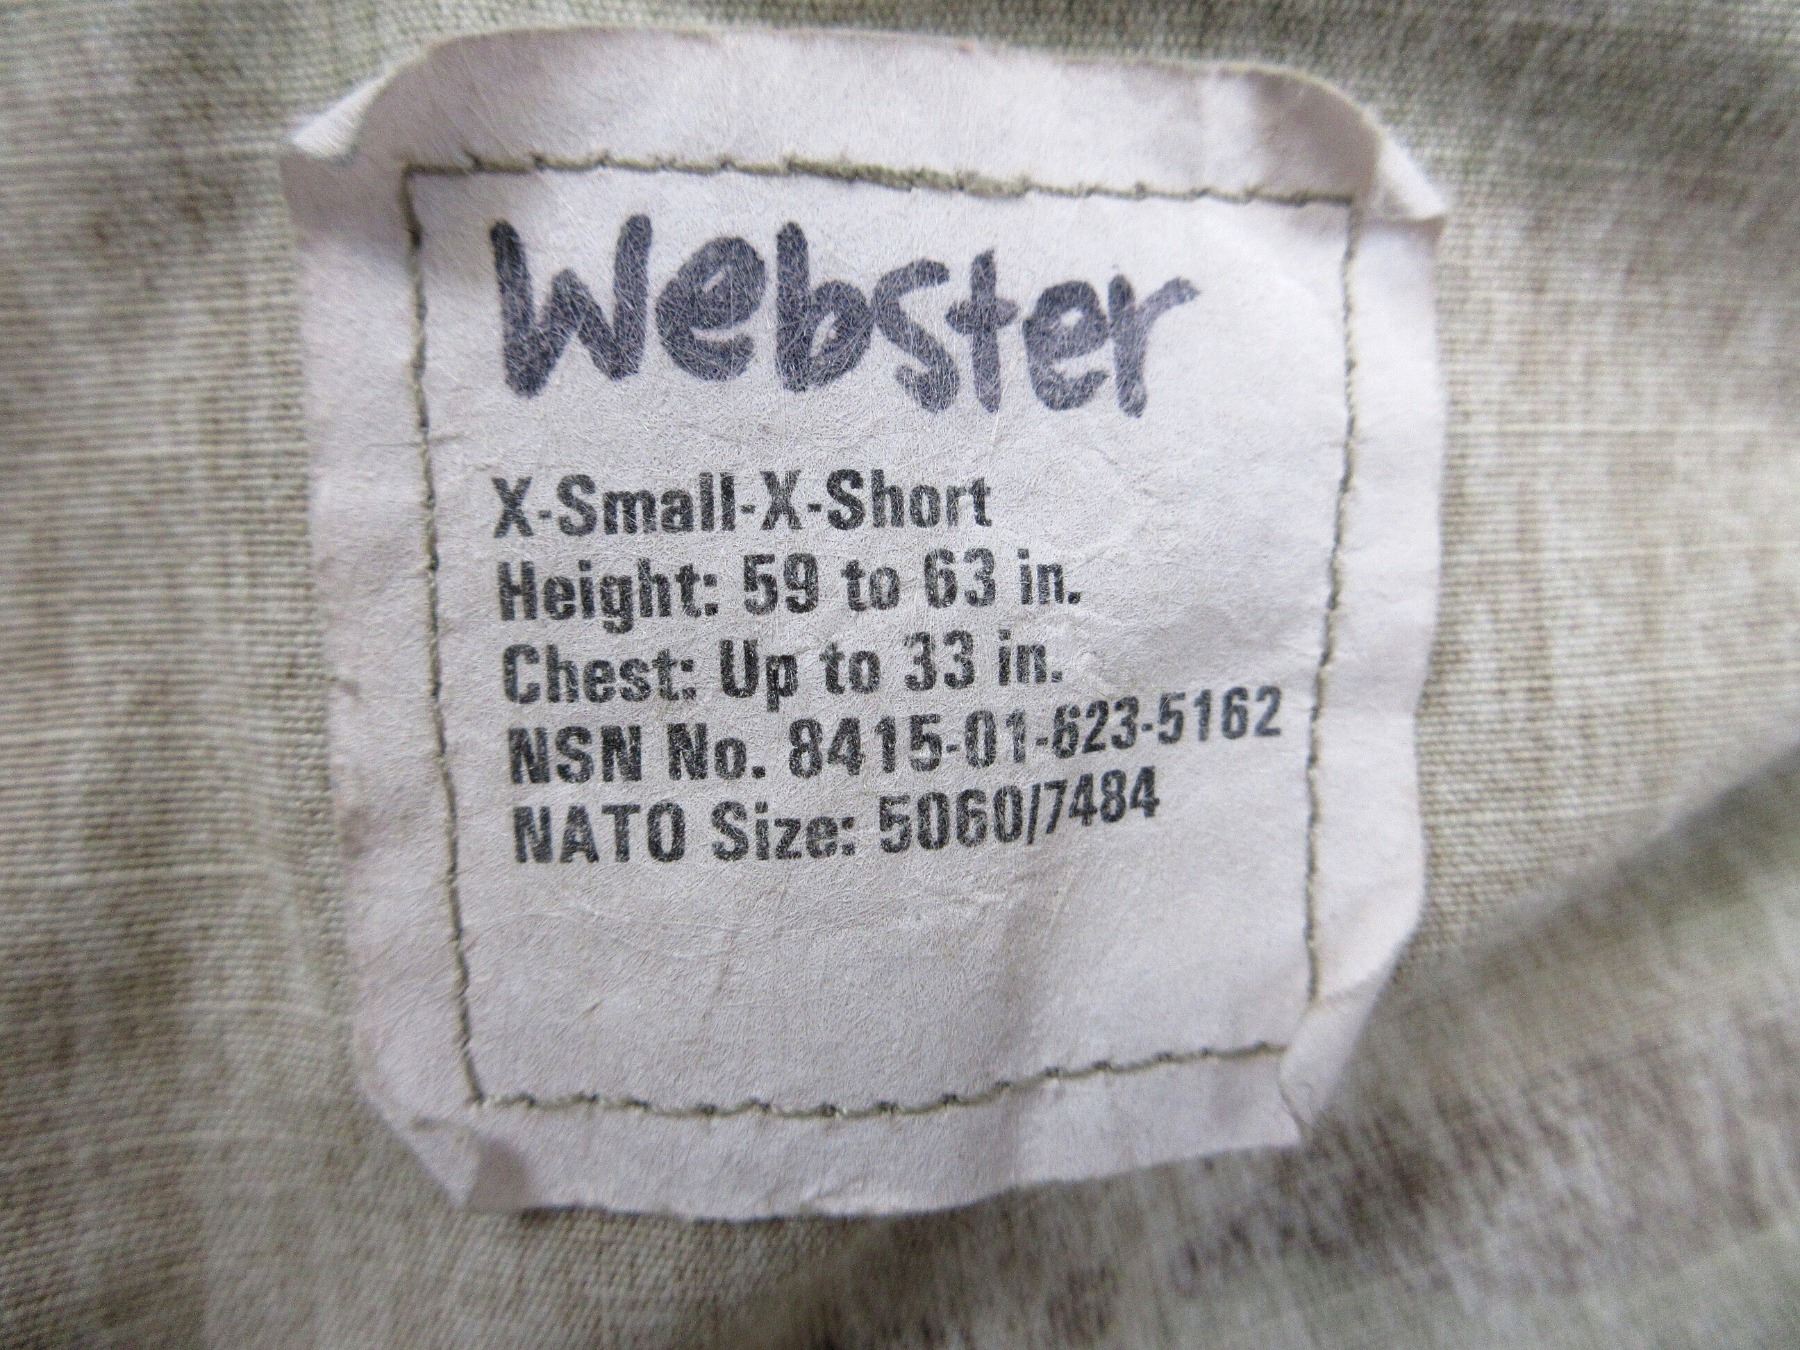 Webster
X-Small-X-Short
Height: 59 to 63 in.
Chest: Up to 33 in.
NSN No. 8415-01-623-5162
NATO Size: 5060/7484